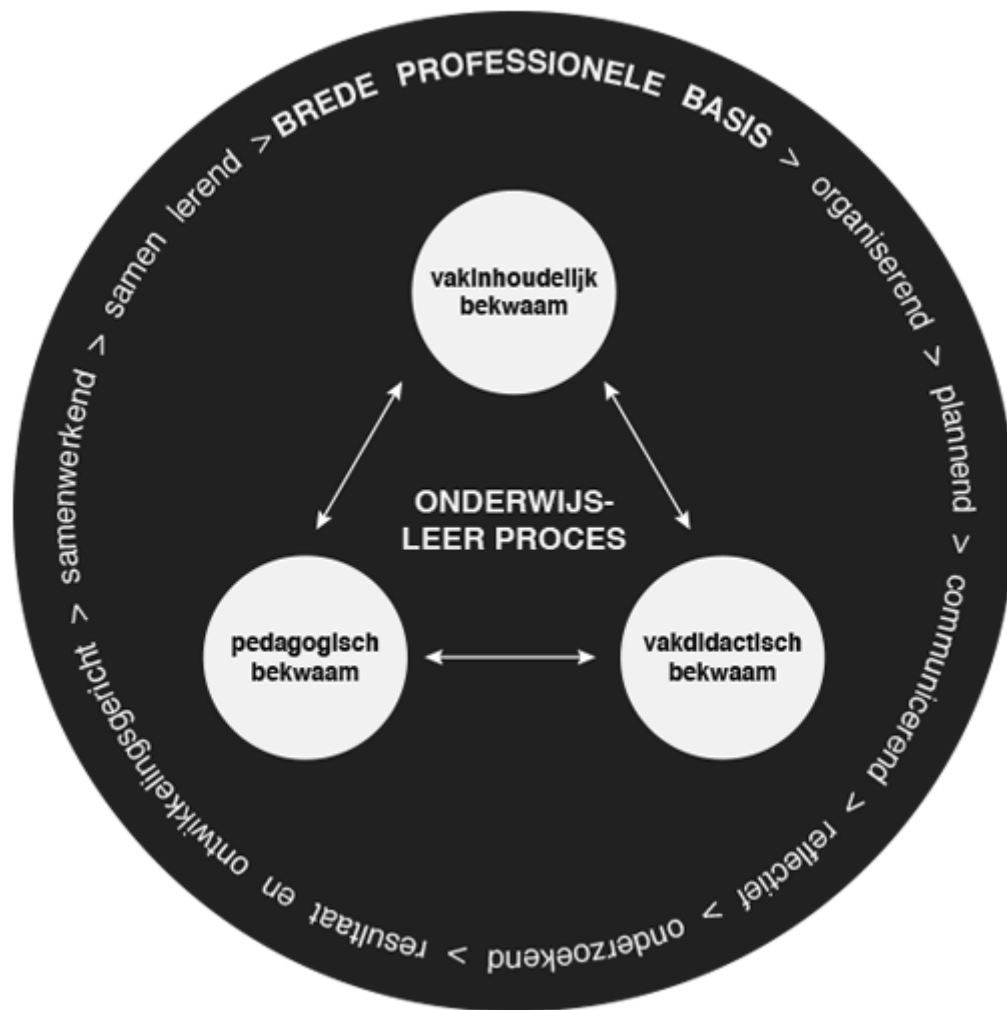 BREDE PROFESSIONELE BASIS > organiserend > plannend > communicerend > reflectief > onderzoekend > resultaat en ontwikkelingsgericht > samenwerkend > samen lerend >
vakinhoudelijk
bekwaam
ONDERWIJS-
LEER PROCES
pedagogisch
bekwaam
vakdidactisch
bekwaam